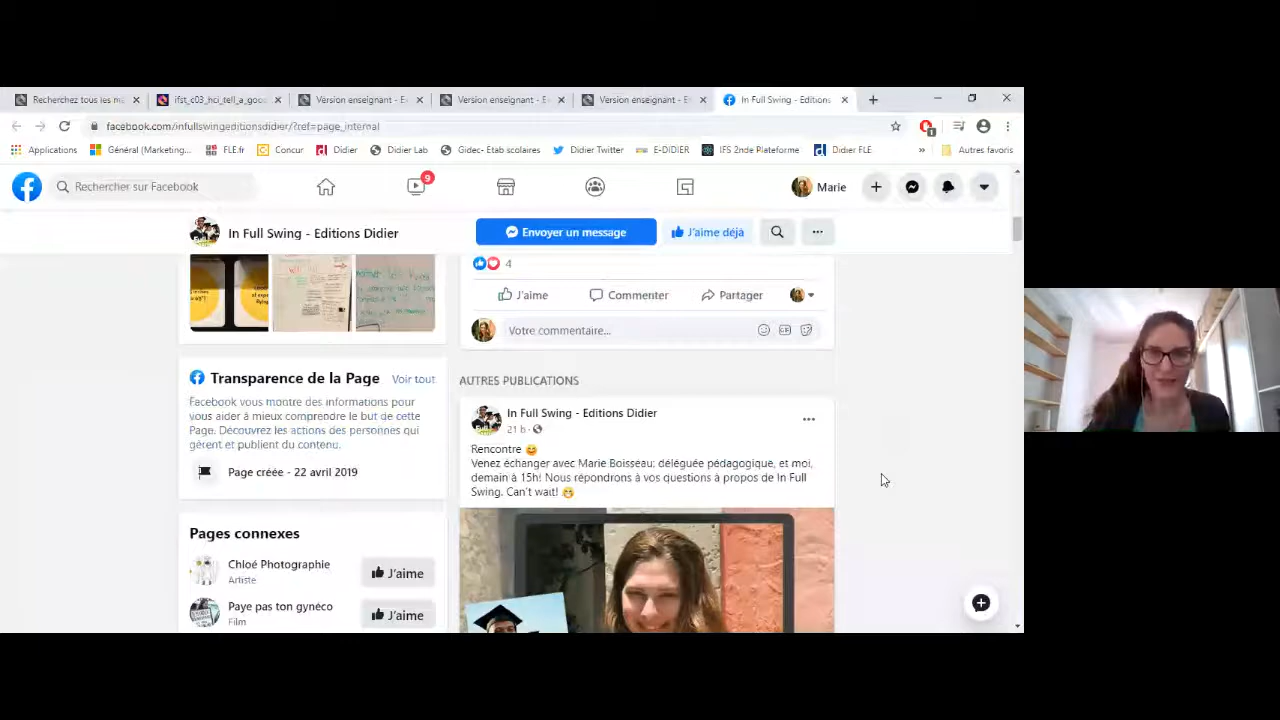 Recherchez tous les ma
ifst_c03_hci_tell_a_goo
Version enseignant - Ex
Version enseignant - Ex
Version enseignant - Ex
In Full Swing - Editions
facebook.com/infullswingeditionsdidier/?ref=page_internal
Applications
Général (Marketing...
FLE.fr
Concur
Didier
Didier Lab
Gidec- Etab scolaires
Didier Twitter
E-DIDIER
IFS 2nde Plateforme
Didier FLE
»
Autres favoris
Rechercher sur Facebook
9
Marie
In Full Swing - Editions Didier
Envoyer un message
J'aime déjà
4
J'aime
Commenter
Partager
Votre commentaire...
Transparence de la Page
Voir tout
Facebook vous montre des informations pour
vous aider à mieux comprendre le but de cette
Page. Découvrez les actions des personnes qui
gèrent et publient du contenu.
Page créée - 22 avril 2019
Pages connexes
Chloé Photographie
Artiste
J'aime
Paye pas ton gynéco
Film
J'aime
AUTRES PUBLICATIONS
In Full Swing - Editions Didier
21 h ·
Rencontre 😊
Venez échanger avec Marie Boisseau; déléguée pédagogique, et moi,
demain à 15h! Nous répondrons à vos questions à propos de In Full
Swing. Can't wait! 😁